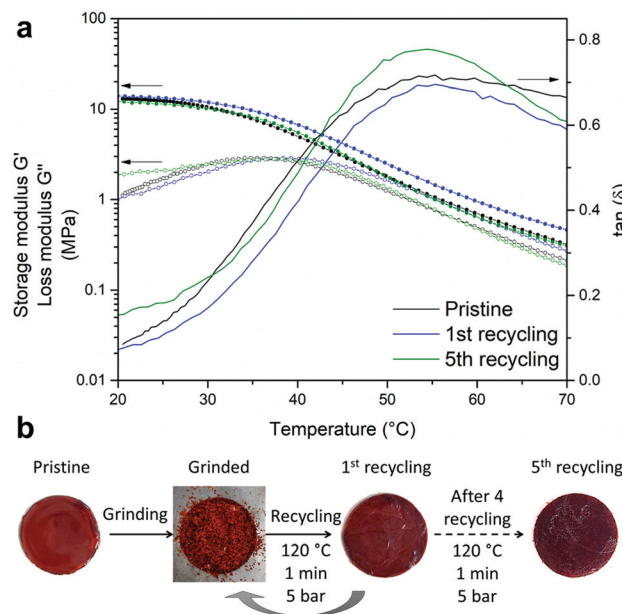 a
100
10
1
0.1
0.01
Storage modulus G'
Loss modulus G''
(MPa)
0.8
0.6
0.4
0.2
0.0
tan (δ)
Pristine
1st recycling
5th recycling
20 30 40 50 60 70
Temperature (°C)
b
Pristine Grinded 1st recycling 5th recycling
Grinding
Recycling
120 °C
1 min
5 bar
After 4
recycling
120 °C
1 min
5 bar